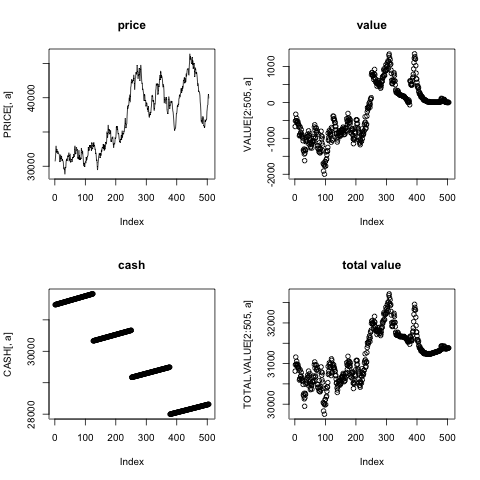 price
PRICE[, a]
30000 40000
0 100 200 300 400 500
Index
value
VALUE[2:505, a]
-2000 -1000 0 1000
0 100 200 300 400 500
Index
cash
CASH[, a]
28000 30000
0 100 200 300 400 500
Index
total value
TOTAL.VALUE[2:505, a]
30000 31000 32000
0 100 200 300 400 500
Index